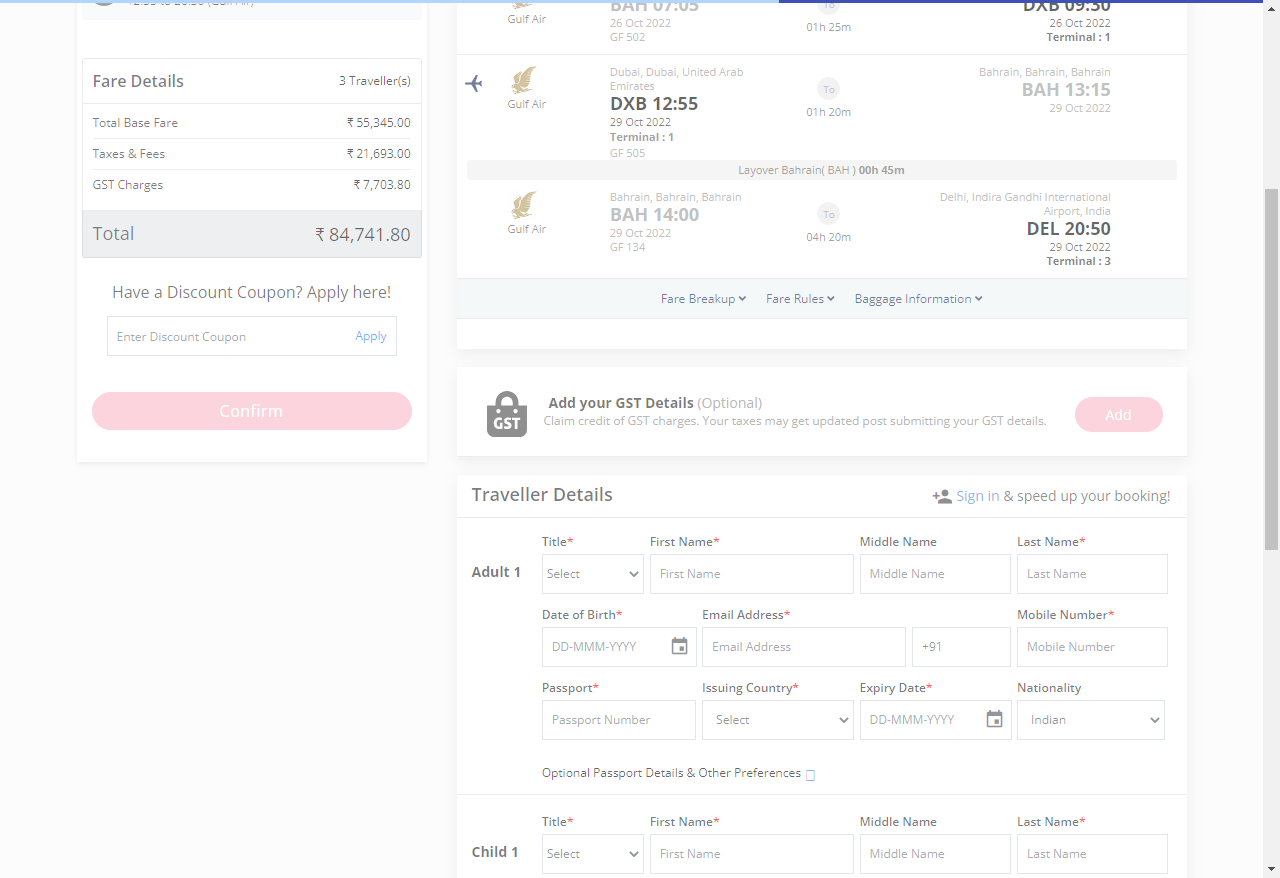 12:55 to 20:50 (Gulf Air)
Fare Details
3 Traveller(s)
Total Base Fare
₹ 55,345.00
Taxes & Fees
₹ 21,693.00
GST Charges
₹ 7,703.80
Total
₹ 84,741.80
Have a Discount Coupon? Apply here!
Enter Discount Coupon
Apply
Confirm
Gulf Air
BAH 07:05
26 Oct 2022
GF 502
To
01h 25m
DXB 09:30
26 Oct 2022
Terminal : 1
Gulf Air
Dubai, Dubai, United Arab
Emirates
DXB 12:55
29 Oct 2022
Terminal : 1
GF 505
To
01h 20m
Bahrain, Bahrain, Bahrain
BAH 13:15
29 Oct 2022
Layover Bahrain( BAH ) 00h 45m
Gulf Air
Bahrain, Bahrain, Bahrain
BAH 14:00
29 Oct 2022
GF 134
To
04h 20m
Delhi, Indira Gandhi International
Airport, India
DEL 20:50
29 Oct 2022
Terminal : 3
Fare Breakup
Fare Rules
Baggage Information
GST
Add your GST Details (Optional)
Claim credit of GST charges. Your taxes may get updated post submitting your GST details.
Add
Traveller Details
Sign in & speed up your booking!
Adult 1
Title*
First Name*
Middle Name
Last Name*
Select
First Name
Middle Name
Last Name
Date of Birth*
Email Address*
Mobile Number*
DD-MMM-YYYY
Email Address
+91
Mobile Number
Passport*
Issuing Country*
Expiry Date*
Nationality
Passport Number
Select
DD-MMM-YYYY
Indian
Optional Passport Details & Other Preferences
Child 1
Title*
First Name*
Middle Name
Last Name*
Select
First Name
Middle Name
Last Name